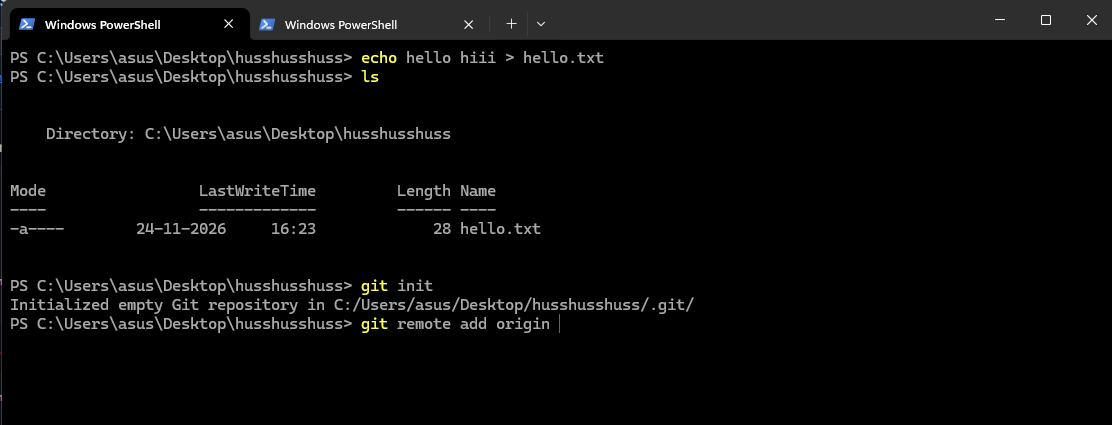 Windows PowerShell
Windows PowerShell
PS C:\Users\asus\Desktop\husshusshuss> echo hello hiii > hello.txt
PS C:\Users\asus\Desktop\husshusshuss> ls
Directory: C:\Users\asus\Desktop\husshusshuss
Mode                 LastWriteTime         Length Name
----                 -------------         ------ ----
-a----        24-11-2026     16:23             28 hello.txt
PS C:\Users\asus\Desktop\husshusshuss> git init
Initialized empty Git repository in C:/Users/asus/Desktop/husshusshuss/.git/
PS C:\Users\asus\Desktop\husshusshuss> git remote add origin